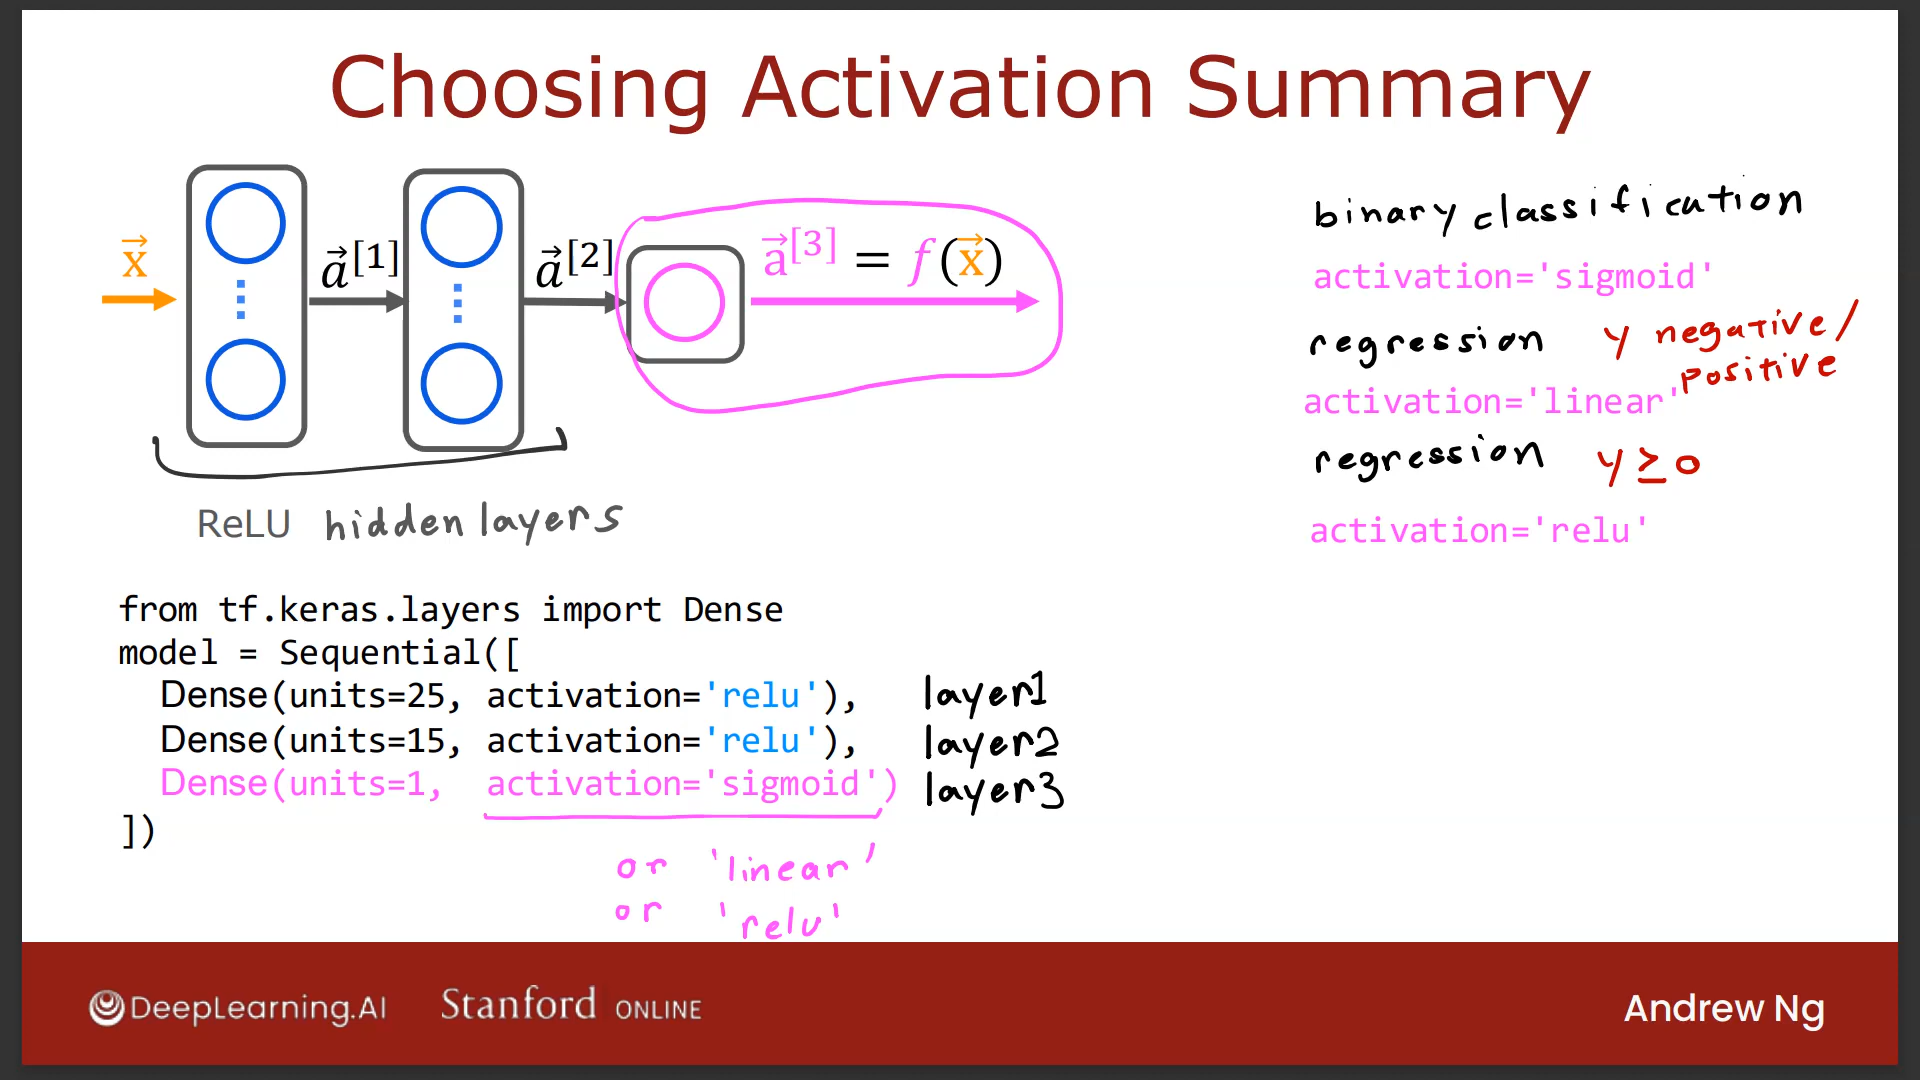 Choosing Activation Summary
x⃗
a⃗[1]
a⃗[2]
a⃗[3] = f(x⃗)
ReLU hidden layers
binary classification
activation='sigmoid'
regression y negative/
positive
activation='linear'
regression y ≥ 0
activation='relu'
from tf.keras.layers import Dense
model = Sequential([
Dense(units=25, activation='relu'), layer1
Dense(units=15, activation='relu'), layer2
Dense(units=1, activation='sigmoid') layer3
])
or 'linear'
or 'relu'
DeepLearning.AI Stanford ONLINE Andrew Ng